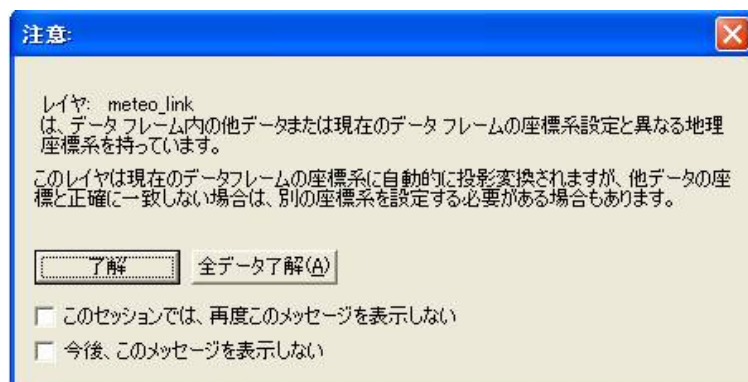 注意:
レイヤ: meteo_link
は、データ フレーム内の他データまたは現在のデータ フレームの座標系設定と異なる地理
座標系を持っています。
このレイヤは現在のデータフレームの座標系に自動的に投影変換されますが、他データの座
標と正確に一致しない場合は、別の座標系を設定する必要がある場合もあります。
了解
全データ了解(A)
このセッションでは、再度このメッセージを表示しない
今後、このメッセージを表示しない